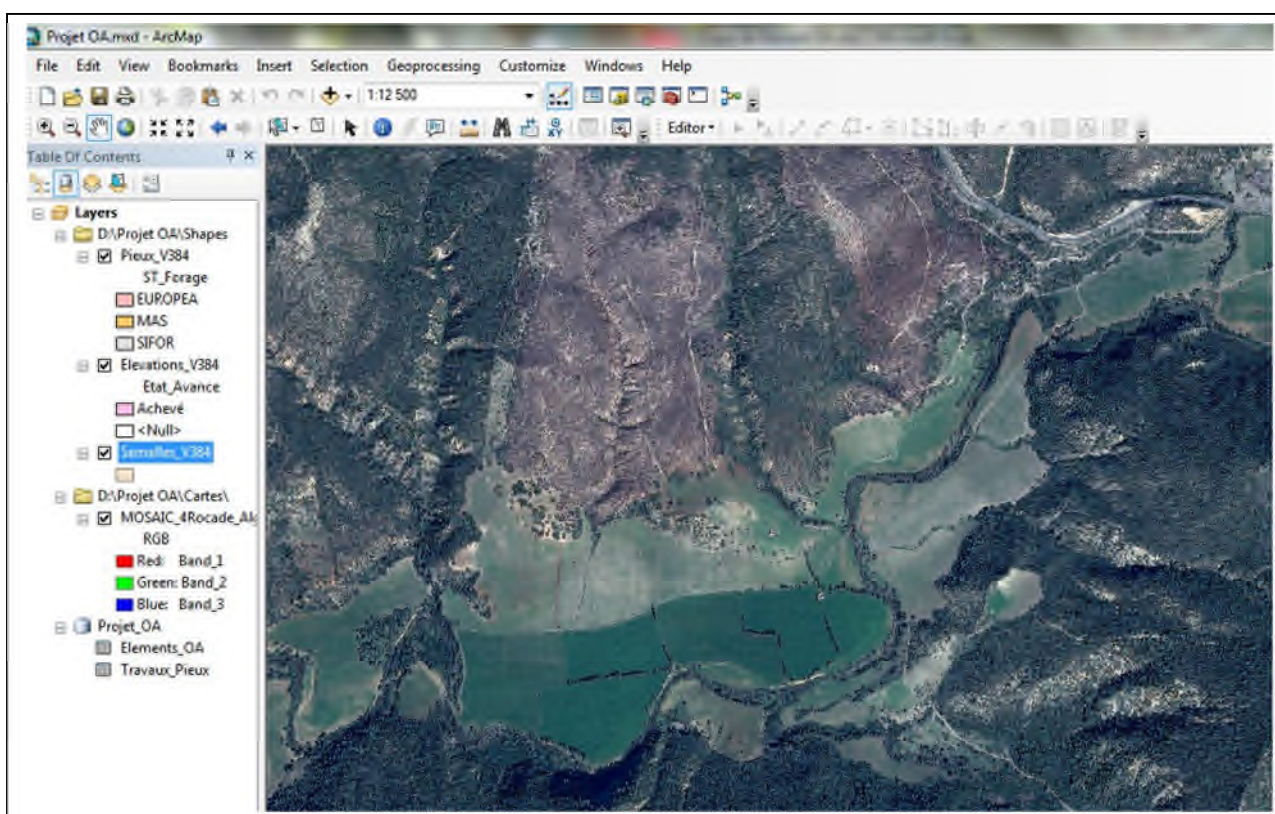 Projet OA.mxd - ArcMap
File Edit View Bookmarks Insert Selection Geoprocessing Customize Windows Help
1:12 500
Editor
Table Of Contents
Layers
D:\Projet OA\Shapes
Pieux_V384
ST_Forage
EUROPEA
MAS
SIFOR
Elevations_V384
Etat_Avance
Achevé
<Null>
Semelles_V384
D:\Projet OA\Cartes\
MOSAIC_4Rocade_Alg
RGB
Red: Band_1
Green: Band_2
Blue: Band_3
Projet_OA
Elements_OA
Travaux_Pieux